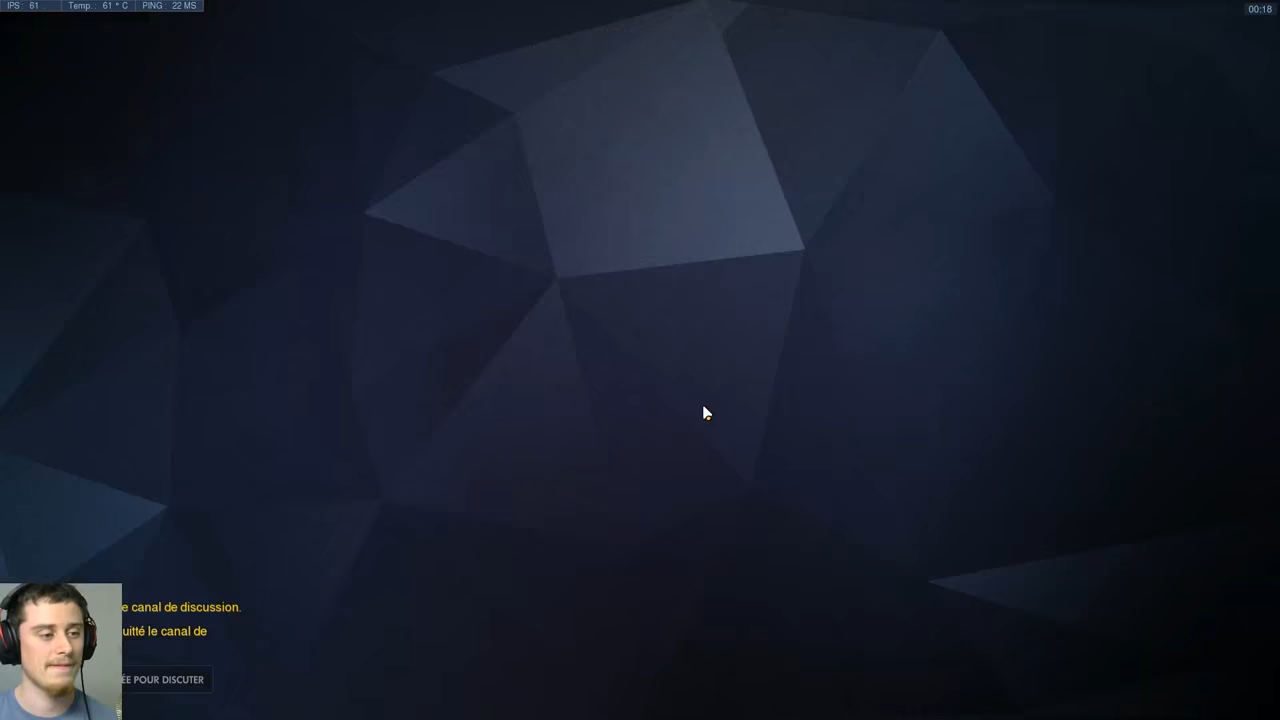 IPS : 61 . Temp. : 61 ° C PING : 22 MS
00:18
e canal de discussion.
uitté le canal de
ÉE POUR DISCUTER